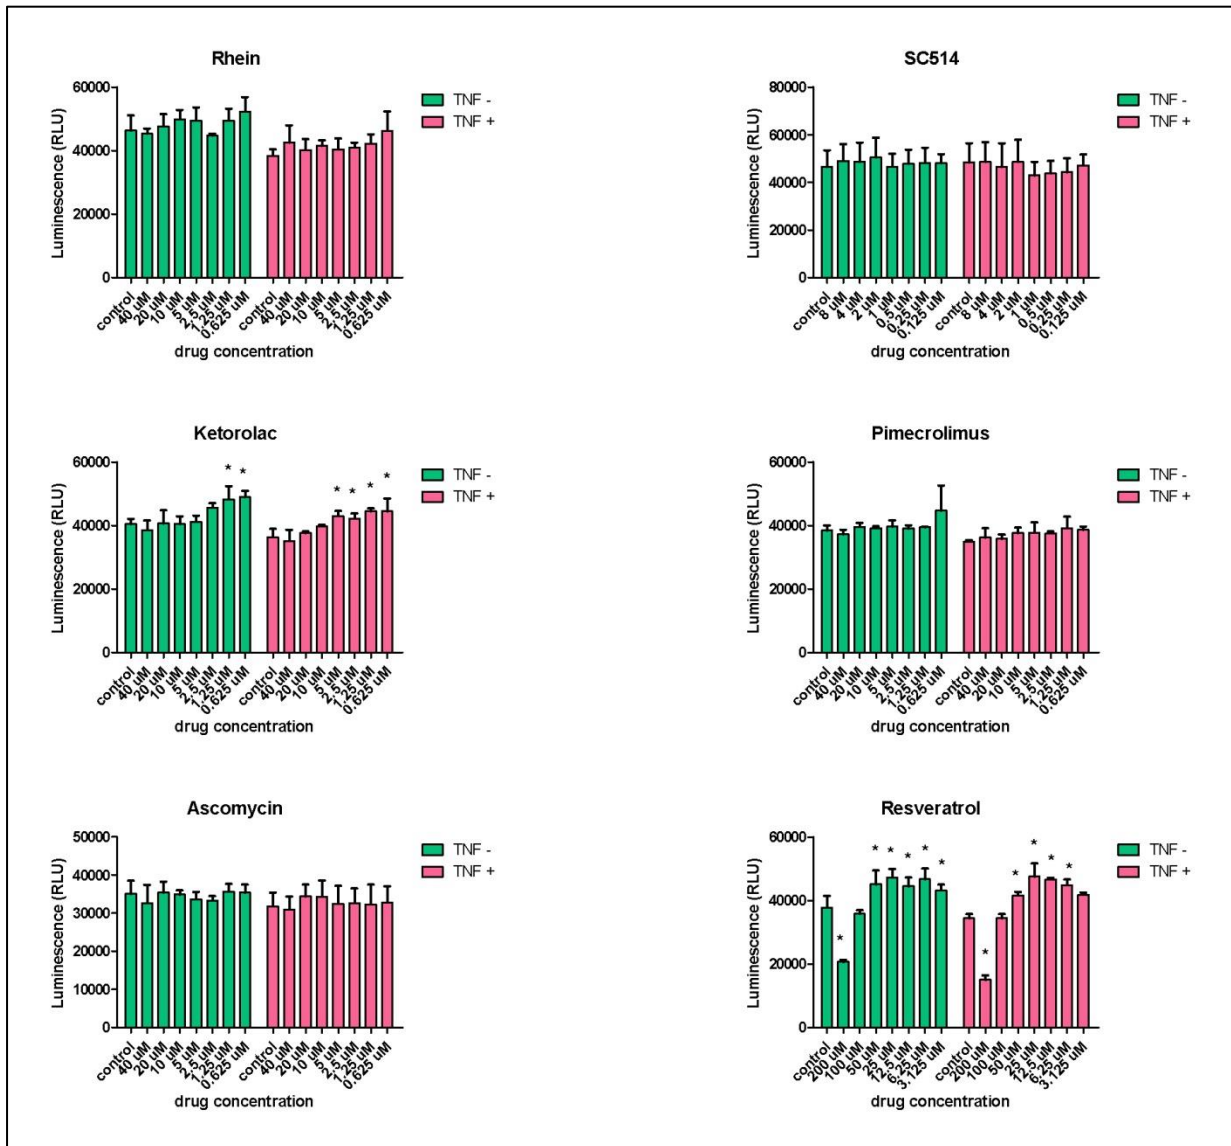 Rhein
60000
40000
20000
0
Luminescence (RLU)
TNF -
TNF +
control
40 uM
20 uM
10 uM
5 uM
2,5 uM
1,25 uM
0.625 uM
control
40 uM
20 uM
10 uM
5 uM
2,5 uM
1,25 uM
0.625 uM
drug concentration
SC514
80000
60000
40000
20000
0
Luminescence (RLU)
TNF -
TNF +
control
8 uM
4 uM
2 uM
1 uM
0,5 uM
0,25 uM
0.125 uM
control
8 uM
4 uM
2 uM
1 uM
0,5 uM
0,25 uM
0.125 uM
drug concentration
Ketorolac
60000
40000
20000
0
Luminescence (RLU)
* * * * * *
TNF -
TNF +
control
40 uM
20 uM
10 uM
5 uM
2,5 uM
1,25 uM
0.625 uM
control
40 uM
20 uM
10 uM
5 uM
2,5 uM
1,25 uM
0.625 uM
drug concentration
Pimecrolimus
60000
40000
20000
0
Luminescence (RLU)
TNF -
TNF +
control
40 uM
20 uM
10 uM
5 uM
2,5 uM
1,25 uM
0.625 uM
control
40 uM
20 uM
10 uM
5 uM
2,5 uM
1,25 uM
0.625 uM
drug concentration
Ascomycin
50000
40000
30000
20000
10000
0
Luminescence (RLU)
TNF -
TNF +
control
40 uM
20 uM
10 uM
5 uM
2,5 uM
1,25 uM
0.625 uM
control
40 uM
20 uM
10 uM
5 uM
2,5 uM
1,25 uM
0.625 uM
drug concentration
Resveratrol
60000
40000
20000
0
Luminescence (RLU)
* * * * * * * * * * *
TNF -
TNF +
control
200 uM
100 uM
50 uM
25 uM
12,5 uM
6,25 uM
3.125 uM
control
200 uM
100 uM
50 uM
25 uM
12,5 uM
6,25 uM
3.125 uM
drug concentration